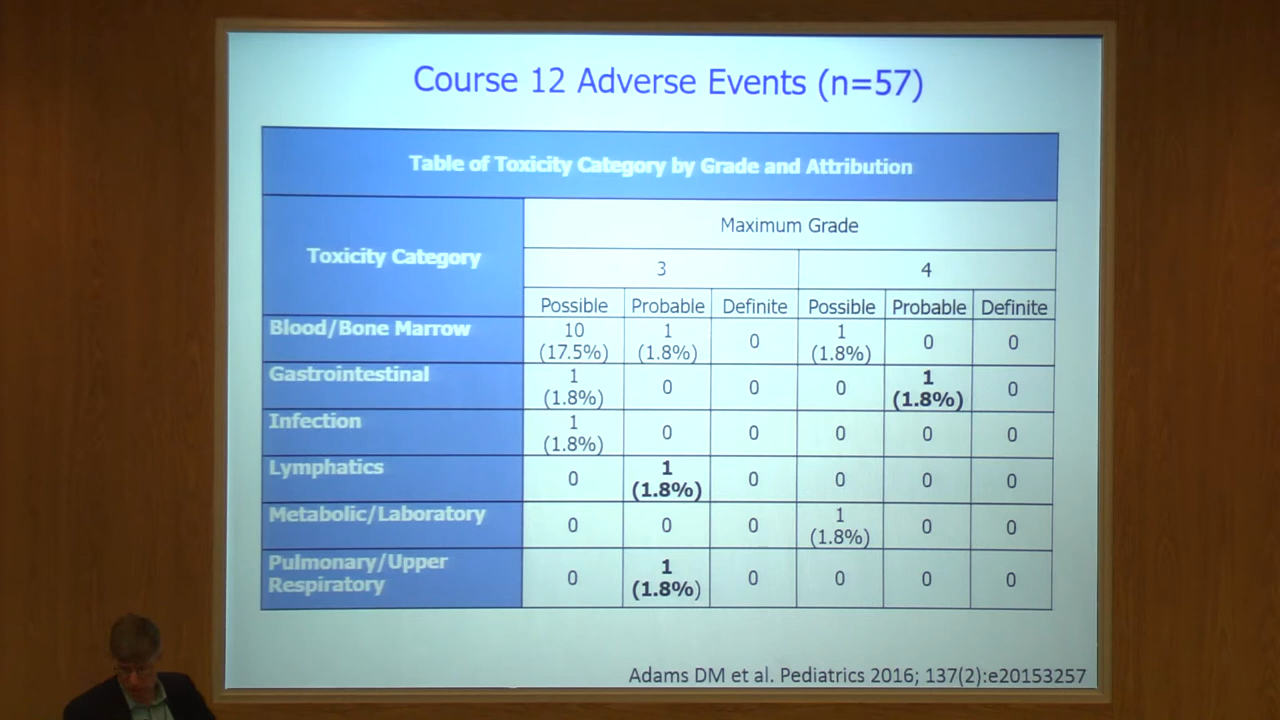 Course 12 Adverse Events (n=57)
Table of Toxicity Category by Grade and Attribution
Toxicity Category
Maximum Grade
3 4
Possible Probable Definite Possible Probable Definite
Blood/Bone Marrow 10 (17.5%) 1 (1.8%) 0 1 (1.8%) 0 0
Gastrointestinal 1 (1.8%) 0 0 0 1 (1.8%) 0
Infection 1 (1.8%) 0 0 0 0 0
Lymphatics 0 1 (1.8%) 0 0 0 0
Metabolic/Laboratory 0 0 0 1 (1.8%) 0 0
Pulmonary/Upper Respiratory 0 1 (1.8%) 0 0 0 0
Adams DM et al. Pediatrics 2016; 137(2):e20153257